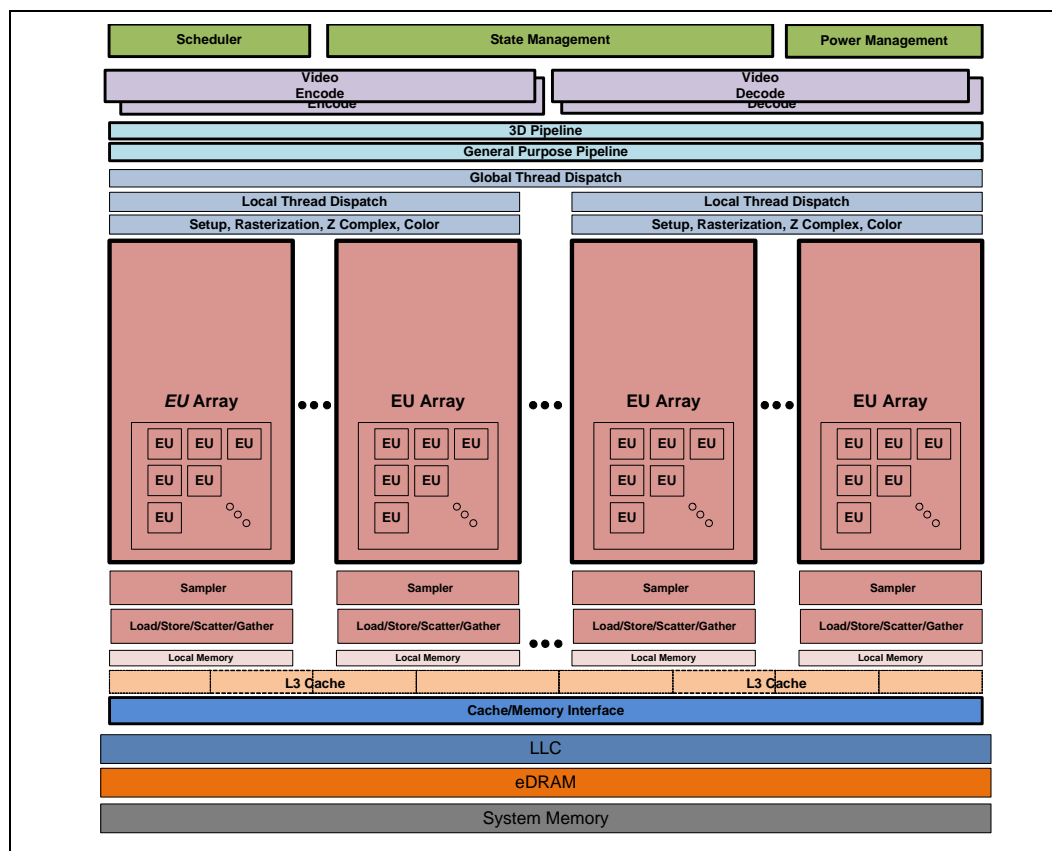 Scheduler
State Management
Power Management
Video
Encode
Encode
Video
Decode
Decode
3D Pipeline
General Purpose Pipeline
Global Thread Dispatch
Local Thread Dispatch
Local Thread Dispatch
Setup, Rasterization, Z Complex, Color
Setup, Rasterization, Z Complex, Color
EU Array
EU Array
EU Array
EU Array
EU EU EU
EU EU
EU
EU EU EU
EU EU
EU
EU EU EU
EU EU
EU
EU EU EU
EU EU
EU
Sampler
Sampler
Sampler
Sampler
Load/Store/Scatter/Gather
Load/Store/Scatter/Gather
Load/Store/Scatter/Gather
Load/Store/Scatter/Gather
Local Memory
Local Memory
Local Memory
Local Memory
L3 Cache
L3 Cache
Cache/Memory Interface
LLC
eDRAM
System Memory